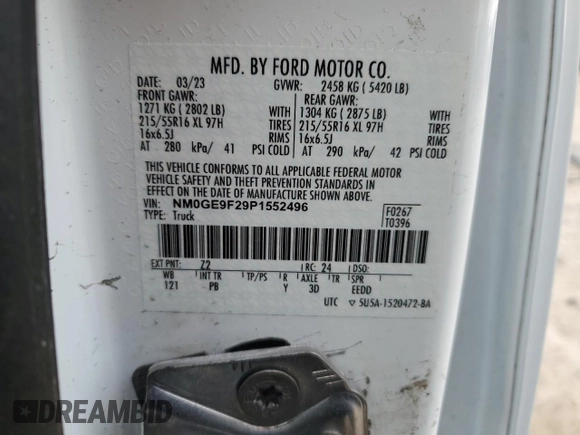 MFD. BY FORD MOTOR CO.
DATE: 03/23 GVWR: 2458 KG ( 5420 LB)
FRONT GAWR: REAR GAWR:
1271 KG ( 2802 LB) WITH 1304 KG ( 2875 LB) WITH
215/55R16 XL 97H TIRES 215/55R16 XL 97H TIRES
16x6.5J RIMS 16x6.5J RIMS
AT 280 kPa/ 41 PSI COLD AT 290 kPa/ 42 PSI COLD
THIS VEHICLE CONFORMS TO ALL APPLICABLE FEDERAL MOTOR
VEHICLE SAFETY AND THEFT PREVENTION STANDARDS IN
EFFECT ON THE DATE OF MANUFACTURE SHOWN
ABOVE.
VIN: NM0GE9F29P1552496 F0267
TYPE: Truck T0396
EXT PNT: Z2 RC: 24 DSO:
WB INT TR TP/PS R AXLE TR SPR
121 PB Y 3D EEDD
UTC ▽ 5U5A-1520472-BA
DREAMBID